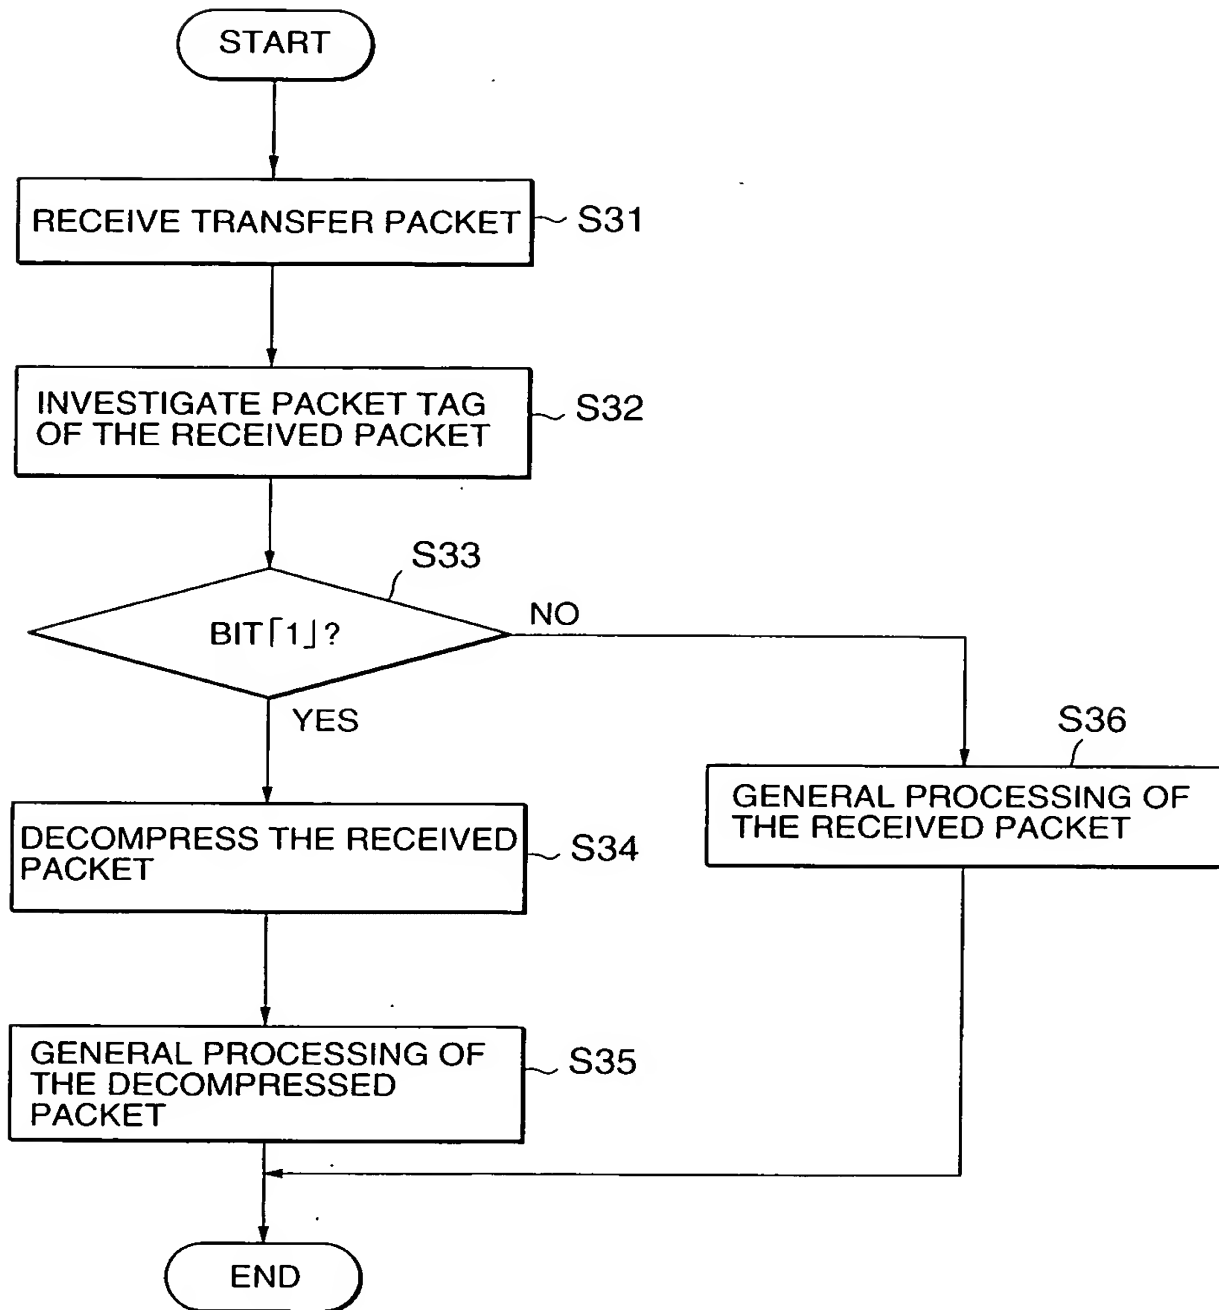 START
RECEIVE TRANSFER PACKET
S31
INVESTIGATE PACKET TAG
OF THE RECEIVED PACKET
S32
S33
BIT「1」?
NO
YES
S36
GENERAL PROCESSING OF
THE RECEIVED PACKET
DECOMPRESS THE RECEIVED
PACKET
S34
GENERAL PROCESSING OF
THE DECOMPRESSED
PACKET
S35
END